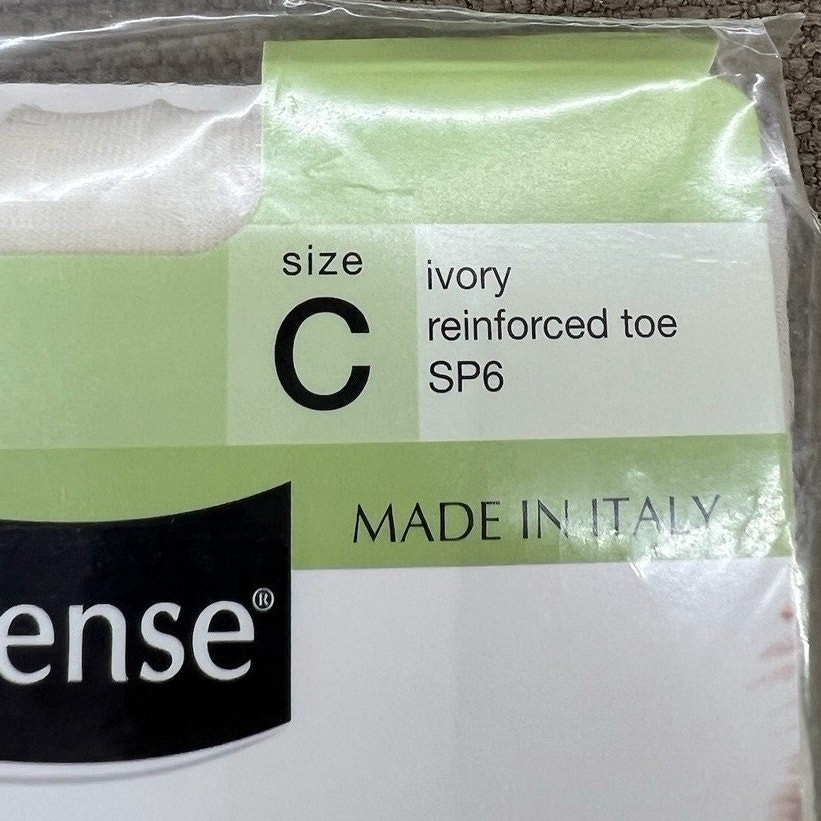 size
C
ivory
reinforced toe
SP6
MADE IN ITALY
ense®